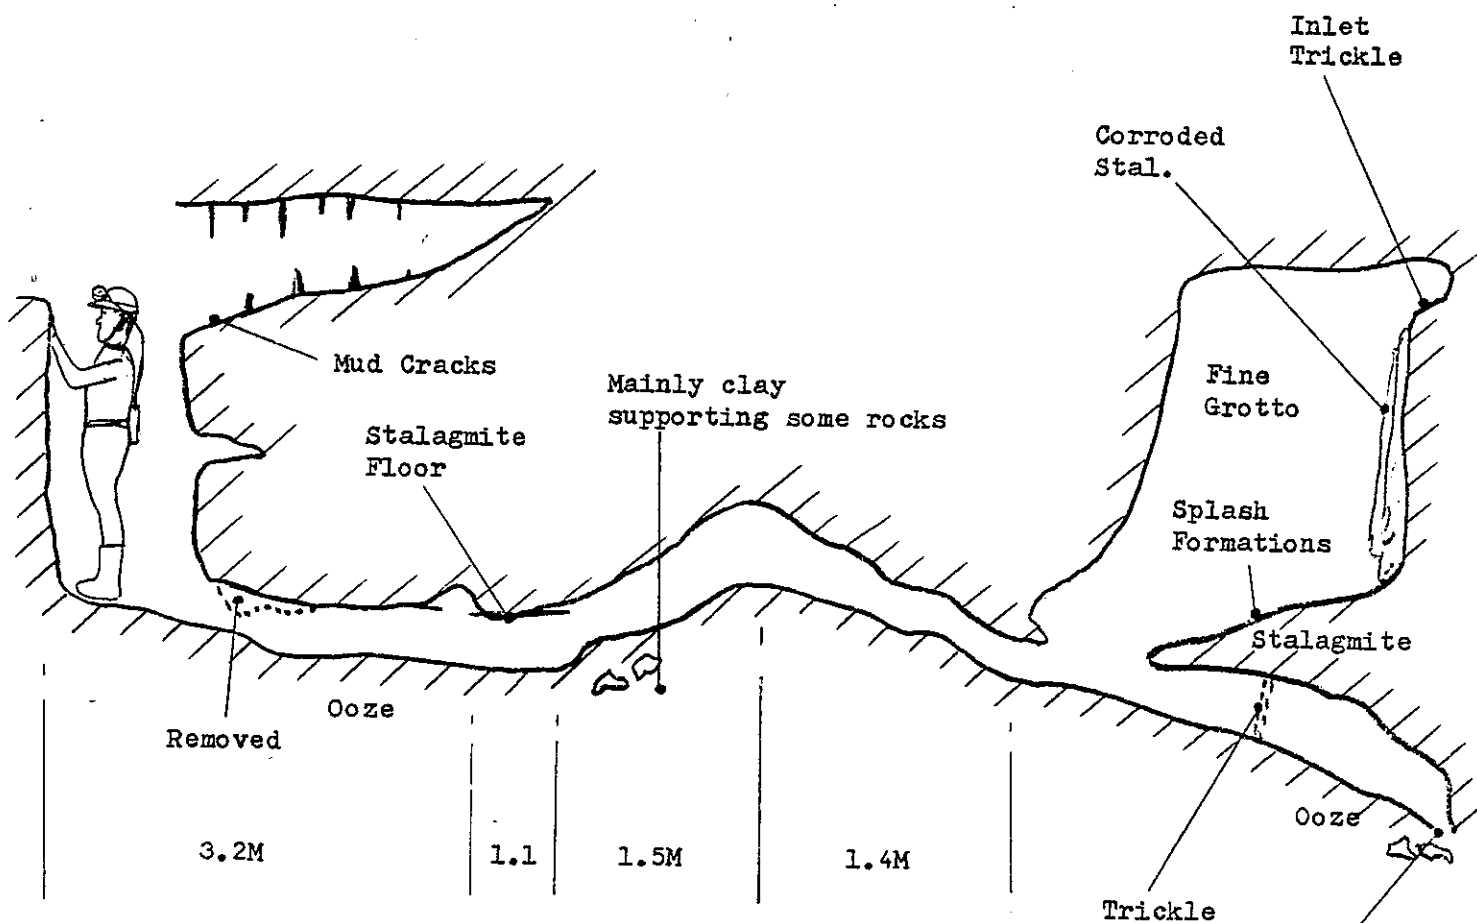 Inlet
Trickle
Corroded
Stal.
Mud Cracks
Mainly clay
supporting some rocks
Fine
Grotto
Stalagmite
Floor
Splash
Formations
Stalagmite
Ooze
Removed
Ooze
3.2M
1.1
1.5M
1.4M
Trickle